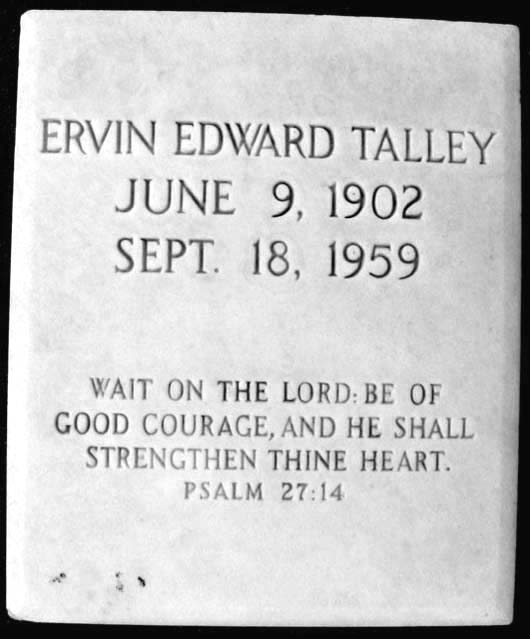 ERVIN EDWARD TALLEY
JUNE 9, 1902
SEPT. 18, 1959
WAIT ON THE LORD: BE OF
GOOD COURAGE, AND HE SHALL
STRENGTHEN THINE HEART.
PSALM 27:14